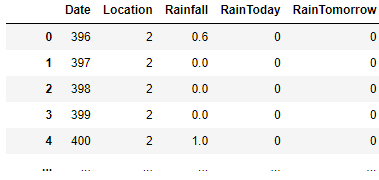 Date Location Rainfall RainToday RainTomorrow
0 396 2 0.6 0 0
1 397 2 0.0 0 0
2 398 2 0.0 0 0
3 399 2 0.0 0 0
4 400 2 1.0 0 0
... ... ... ... ... ...